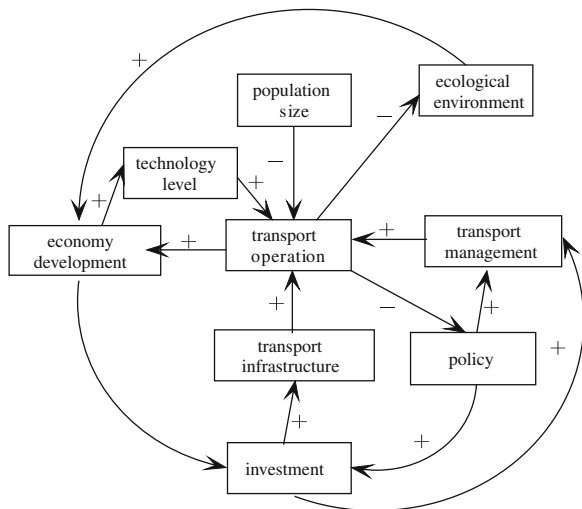 +
ecological
environment
population
size
−
technology
level
−
+
+
economy
development
+
transport
operation
+
transport
management
+
−
+
transport
infrastructure
policy
+
+
+
investment